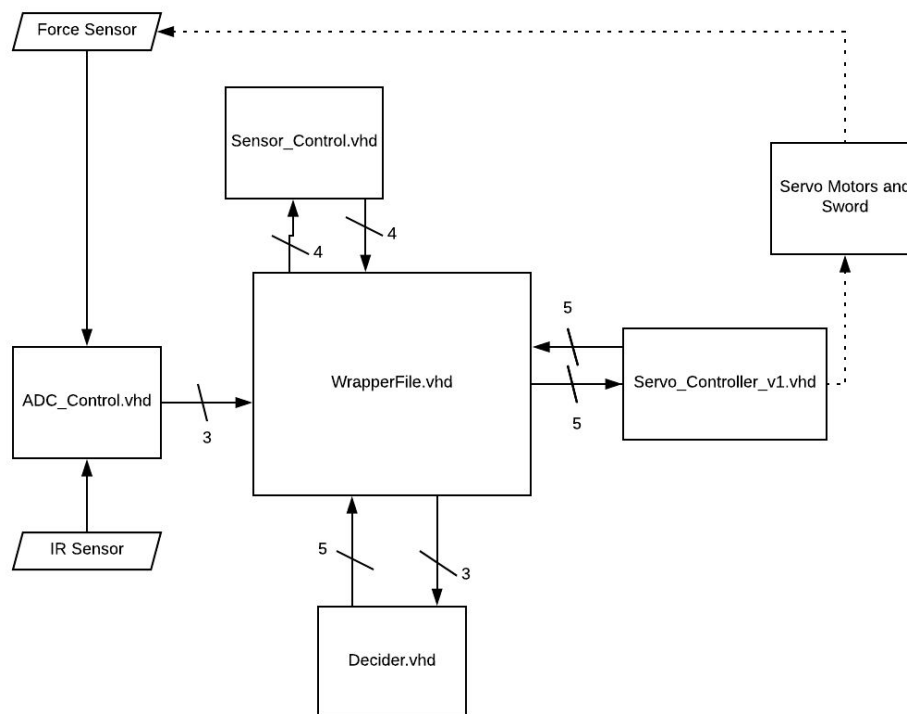 Force Sensor
Sensor_Control.vhd
Servo Motors and
Sword
4
4
5
WrapperFile.vhd
Servo_Controller_v1.vhd
ADC_Control.vhd
5
3
IR Sensor
5
3
Decider.vhd